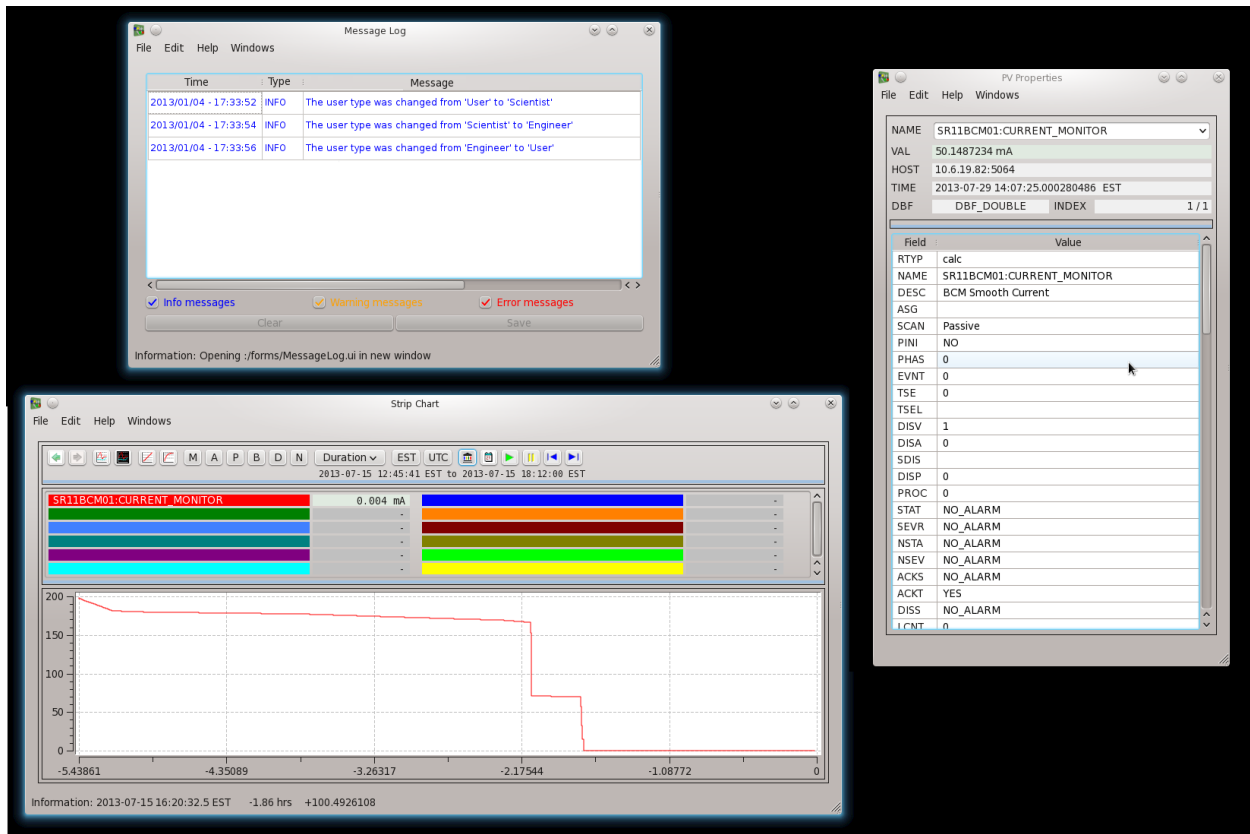 Message Log
File Edit Help Windows
Time Type Message
2013/01/04 - 17:33:52 INFO The user type was changed from 'User' to 'Scientist'
2013/01/04 - 17:33:54 INFO The user type was changed from 'Scientist' to 'Engineer'
2013/01/04 - 17:33:56 INFO The user type was changed from 'Engineer' to 'User'
Info messages Warning messages Error messages
Clear Save
Information: Opening :/forms/MessageLog.ui in new window
Strip Chart
File Edit Help Windows
M A P B D N Duration EST UTC
2013-07-15 12:45:41 EST to 2013-07-15 18:12:00 EST
SR11BCM01:CURRENT_MONITOR 0.004 mA -
- -
- -
- -
- -
- -
200
150
100
50
0
-5.43861 -4.35089 -3.26317 -2.17544 -1.08772 0
Information: 2013-07-15 16:20:32.5 EST -1.86 hrs +100.4926108
PV Properties
File Edit Help Windows
NAME SR11BCM01:CURRENT_MONITOR
VAL 50.1487234 mA
HOST 10.6.19.82:5064
TIME 2013-07-29 14:07:25.000280486 EST
DBF DBF_DOUBLE INDEX 1 / 1
Field Value
RTYP calc
NAME SR11BCM01:CURRENT_MONITOR
DESC BCM Smooth Current
ASG
SCAN Passive
PINI NO
PHAS 0
EVNT 0
TSE 0
TSEL
DISV 1
DISA 0
SDIS
DISP 0
PROC 0
STAT NO_ALARM
SEVR NO_ALARM
NSTA NO_ALARM
NSEV NO_ALARM
ACKS NO_ALARM
ACKT YES
DISS NO_ALARM
LCNT 0